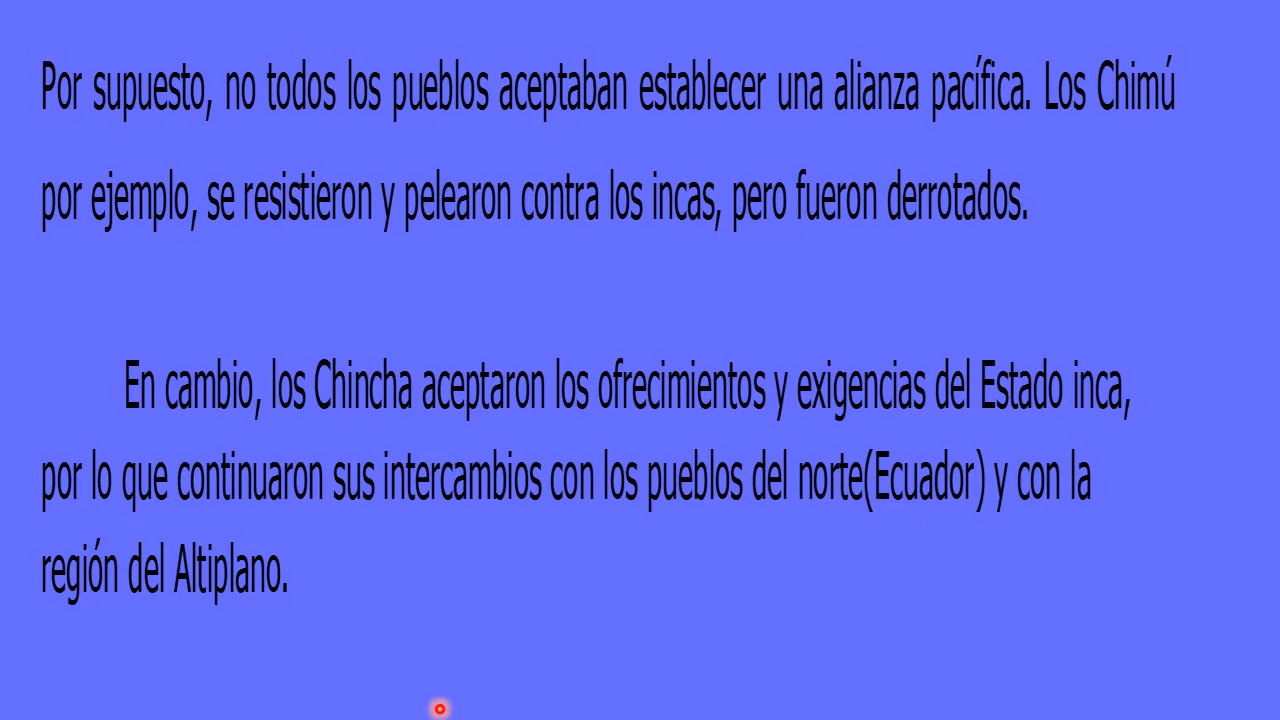 Por supuesto, no todos los pueblos aceptaban establecer una alianza pacífica. Los Chimú
por ejemplo, se resistieron y pelearon contra los incas, pero fueron derrotados.
En cambio, los Chincha aceptaron los ofrecimientos y exigencias del Estado inca,
por lo que continuaron sus intercambios con los pueblos del norte(Ecuador) y con la
región del Altiplano.